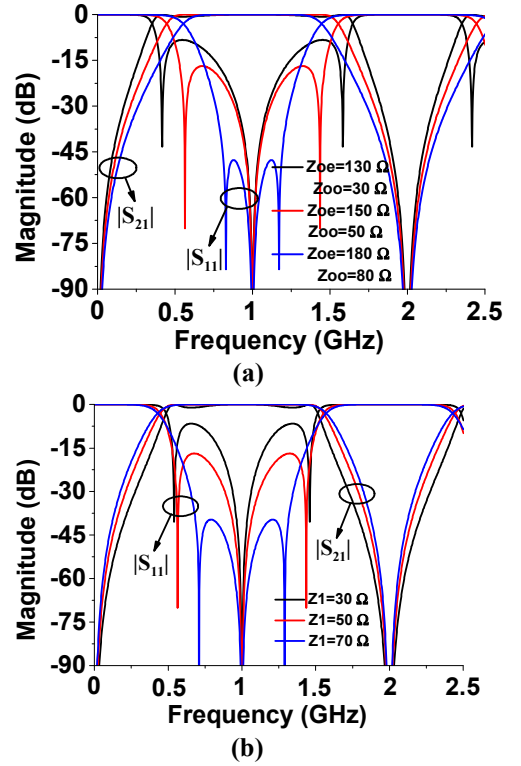 0
-15
-30
-45
-60
-75
-90
Magnitude (dB)
|S21|
|S11|
Zoe=130 Ω
Zoo=30 Ω
Zoe=150 Ω
Zoo=50 Ω
Zoe=180 Ω
Zoo=80 Ω
0 0.5 1 1.5 2 2.5
Frequency (GHz)
(a)
0
-15
-30
-45
-60
-75
-90
Magnitude (dB)
|S11|
|S21|
Z1=30 Ω
Z1=50 Ω
Z1=70 Ω
0 0.5 1 1.5 2 2.5
Frequency (GHz)
(b)